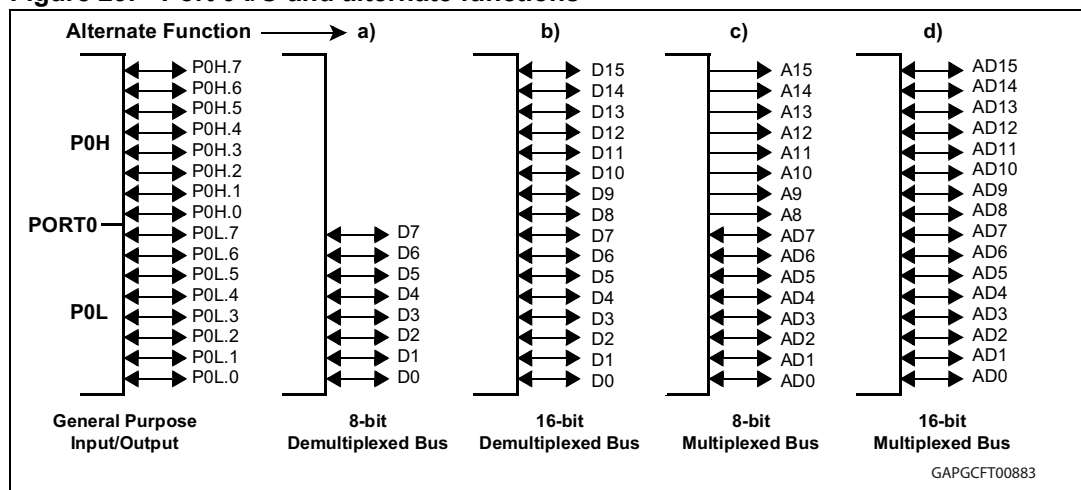 Figure Port 0 I/O and alternate functions
Alternate Function a) b) c) d)
P0H.7 D15 A15 AD15
P0H.6 D14 A14 AD14
P0H.5 D13 A13 AD13
P0H.4 D12 A12 AD12
P0H P0H.3 D11 A11 AD11
P0H.2 D10 A10 AD10
P0H.1 D9 A9 AD9
P0H.0 D8 A8 AD8
PORT0
P0L.7 D7 D7 AD7 AD7
P0L.6 D6 D6 AD6 AD6
P0L.5 D5 D5 AD5 AD5
P0L.4 D4 D4 AD4 AD4
P0L P0L.3 D3 D3 AD3 AD3
P0L.2 D2 D2 AD2 AD2
P0L.1 D1 D1 AD1 AD1
P0L.0 D0 D0 AD0 AD0
General Purpose 8-bit 16-bit 8-bit 16-bit
Input/Output Demultiplexed Bus Demultiplexed Bus Multiplexed Bus Multiplexed Bus
GAPGCFT00883